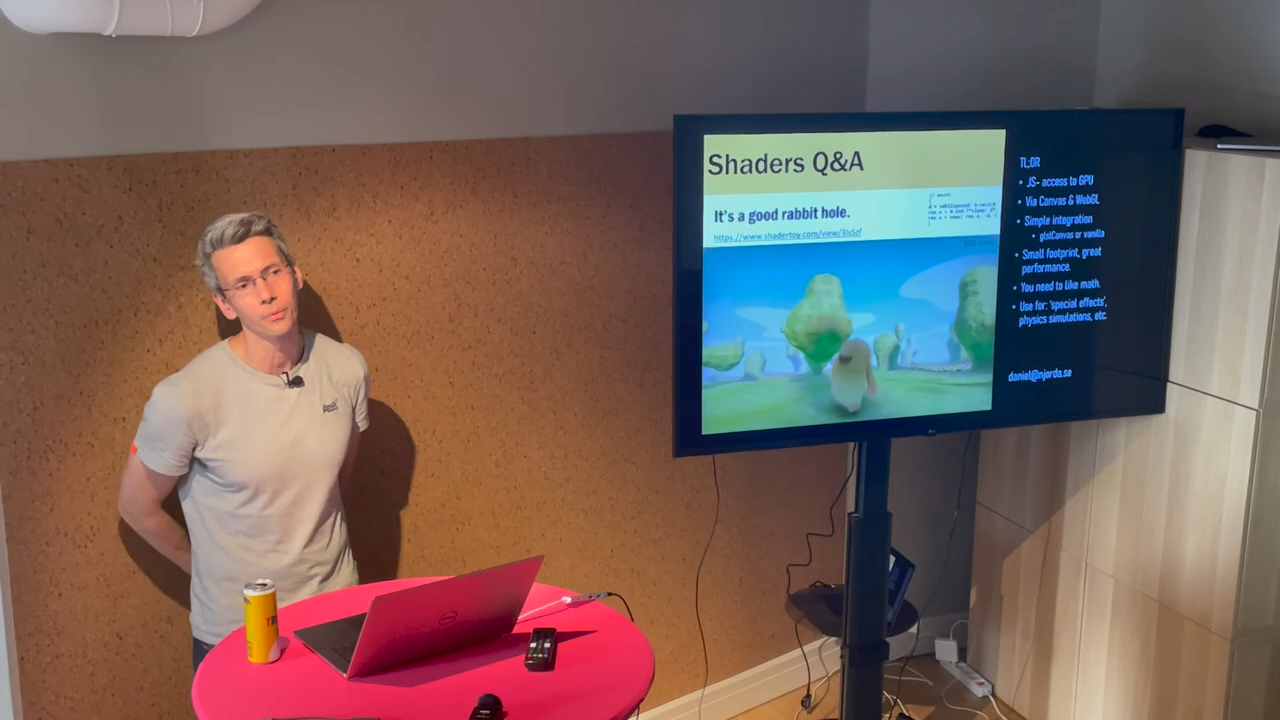 Shaders Q&A
It's a good rabbit hole.
https://www.shadertoy.com/view/3lsSzf
// mouth
TL;DR
• JS- access to GPU
• Via Canvas & WebGL
• Simple integration
• glslCanvas or vanilla
• Small footprint, great
performance.
• You need to like math.
• Use for: 'special effects',
physics simulations, etc.
daniel@njorda.se
DELL